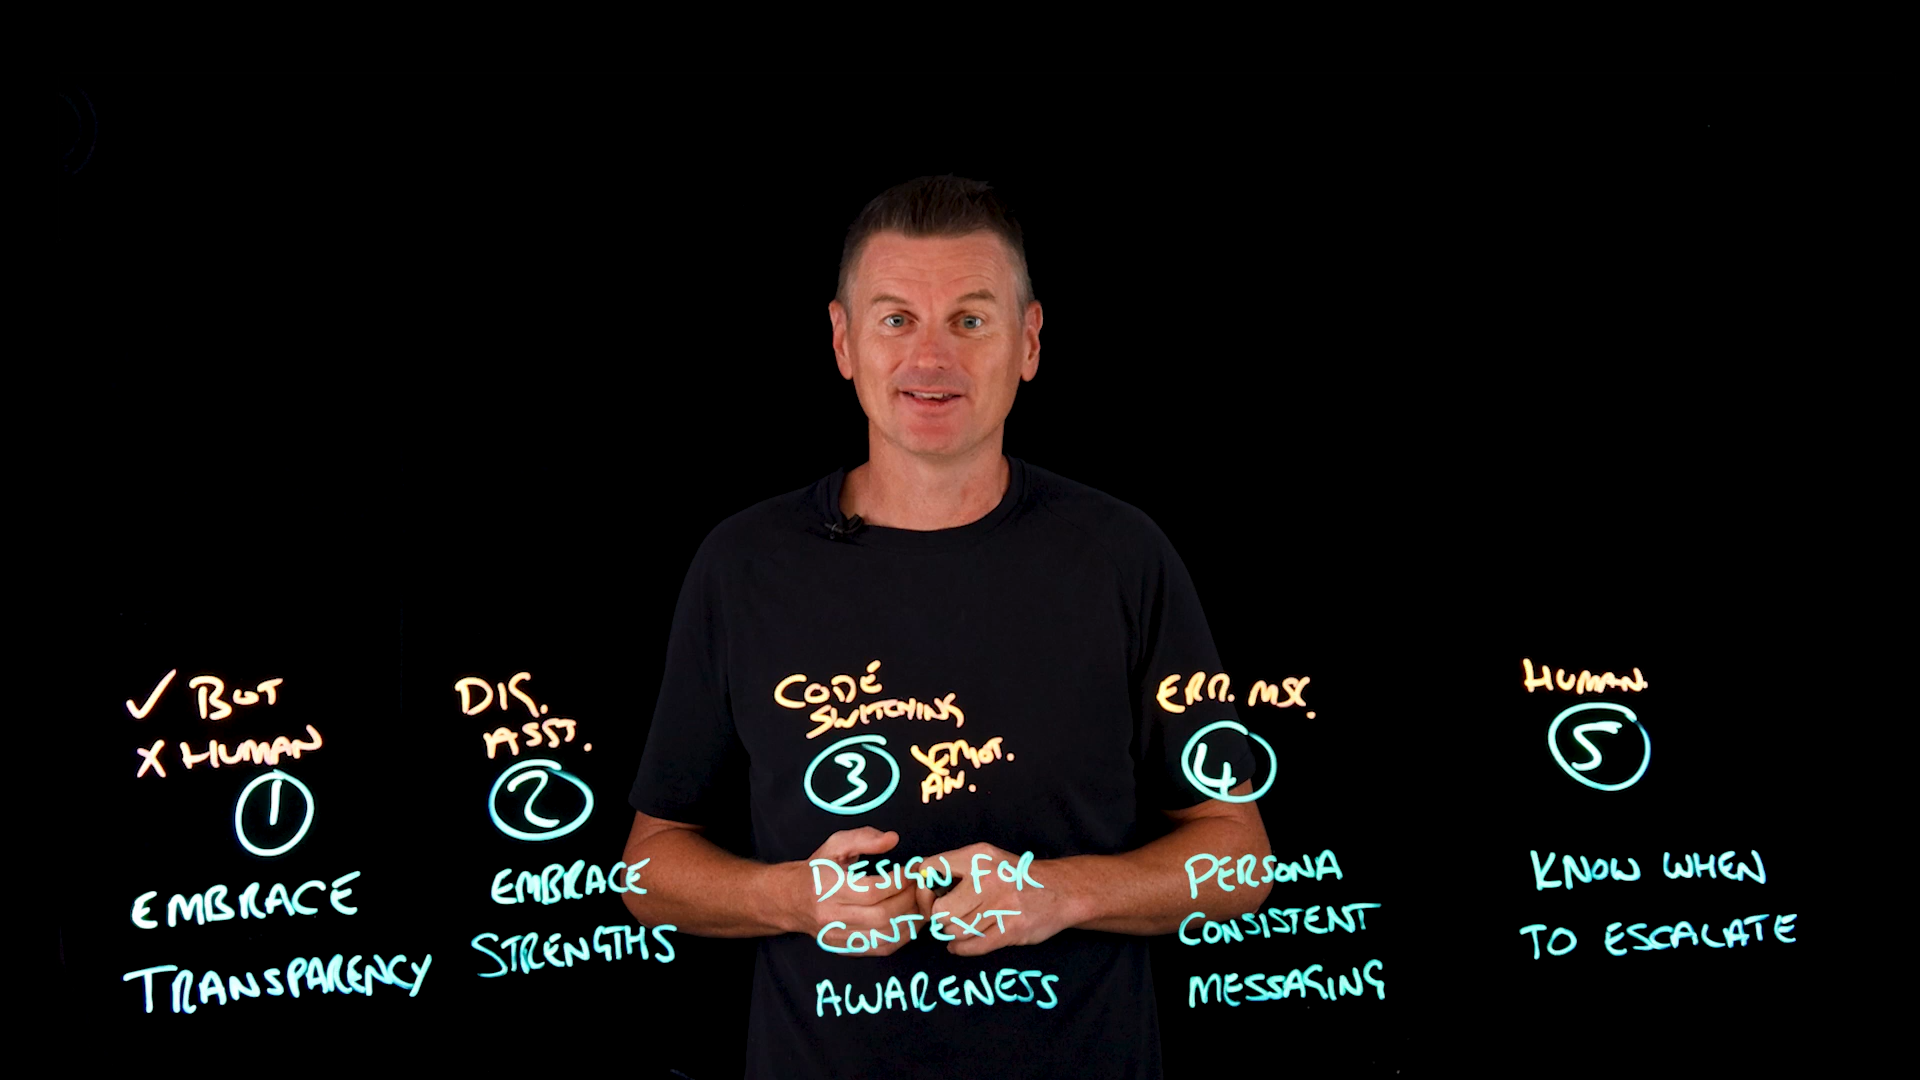 ✓ BOT
X HUMAN
1
EMBRACE
TRANSPARENCY
DIG.
ASST.
2
EMBRACE
STRENGTHS
CODE
SWITCHING
3
AN.
DESIGN FOR
CONTEXT
AWARENESS
ERR. MSG.
4
PERSONA
CONSISTENT
MESSAGING
HUMAN.
5
KNOW WHEN
TO ESCALATE